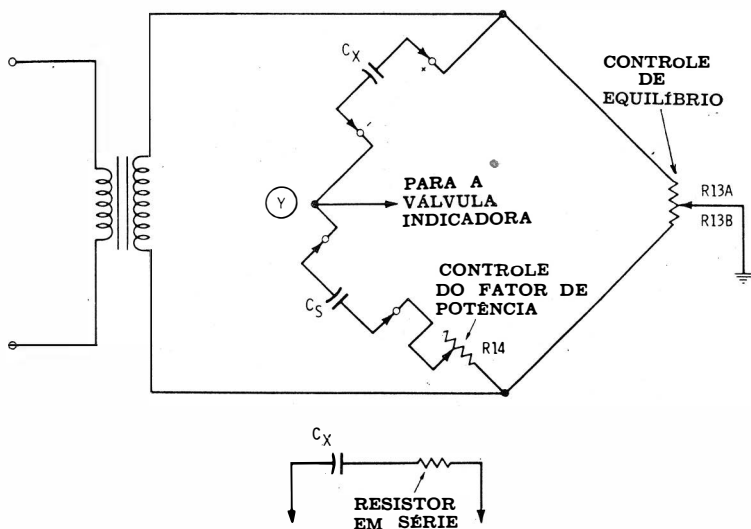 CX
CONTROLE
DE
EQUILÍBRIO
R13A
R13B
Y
PARA A
VÁLVULA
INDICADORA
CONTROLE
DO FATOR DE
POTÊNCIA
CS
R14
CX
RESISTOR
EM SÉRIE